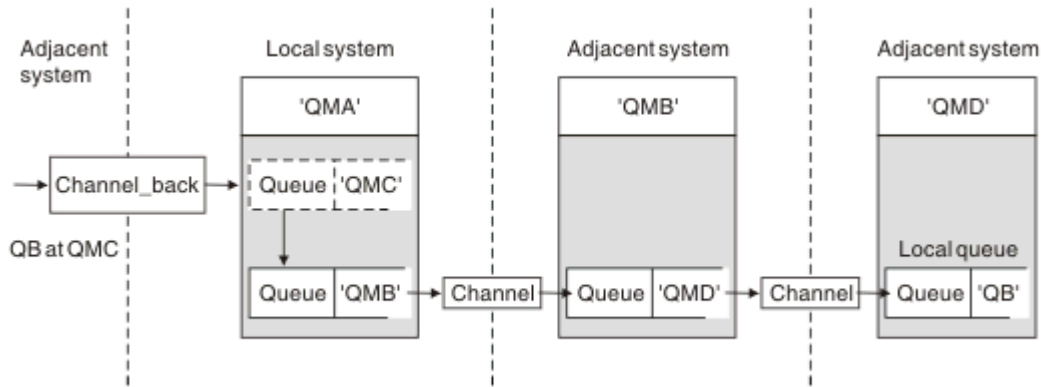 Adjacent
system
Local system
Adjacent system
Adjacent system
'QMA'
'QMB'
'QMD'
Channel_back
Queue 'QMC'
QB at QMC
Local queue
Queue 'QMB'
Channel
Queue 'QMD'
Channel
Queue 'QB'